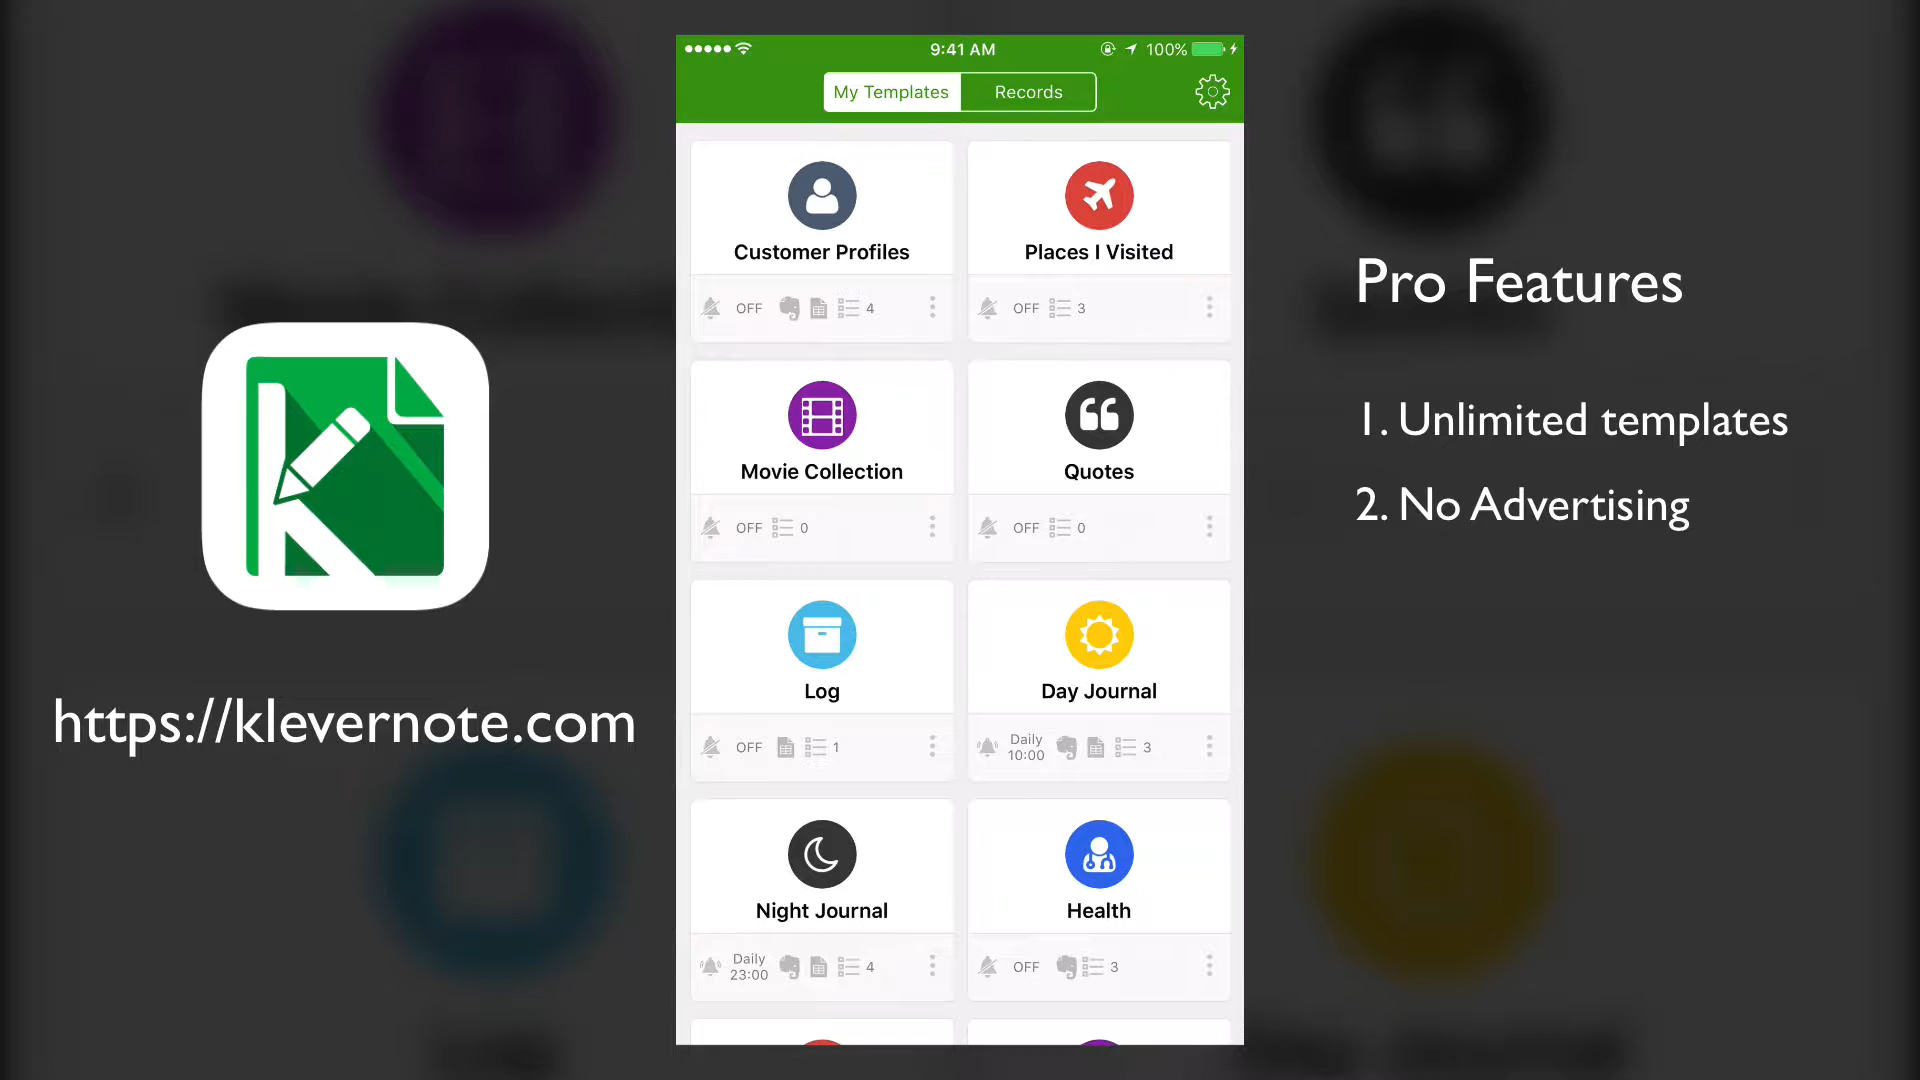 9:41 AM
100%
My Templates
Records
Customer Profiles
OFF
4
Places I Visited
OFF
3
Movie Collection
OFF
0
Quotes
OFF
0
Log
OFF
1
Day Journal
Daily
10:00
3
Night Journal
Daily
23:00
4
Health
OFF
3
https://klevernote.com
Pro Features
1. Unlimited templates
2. No Advertising